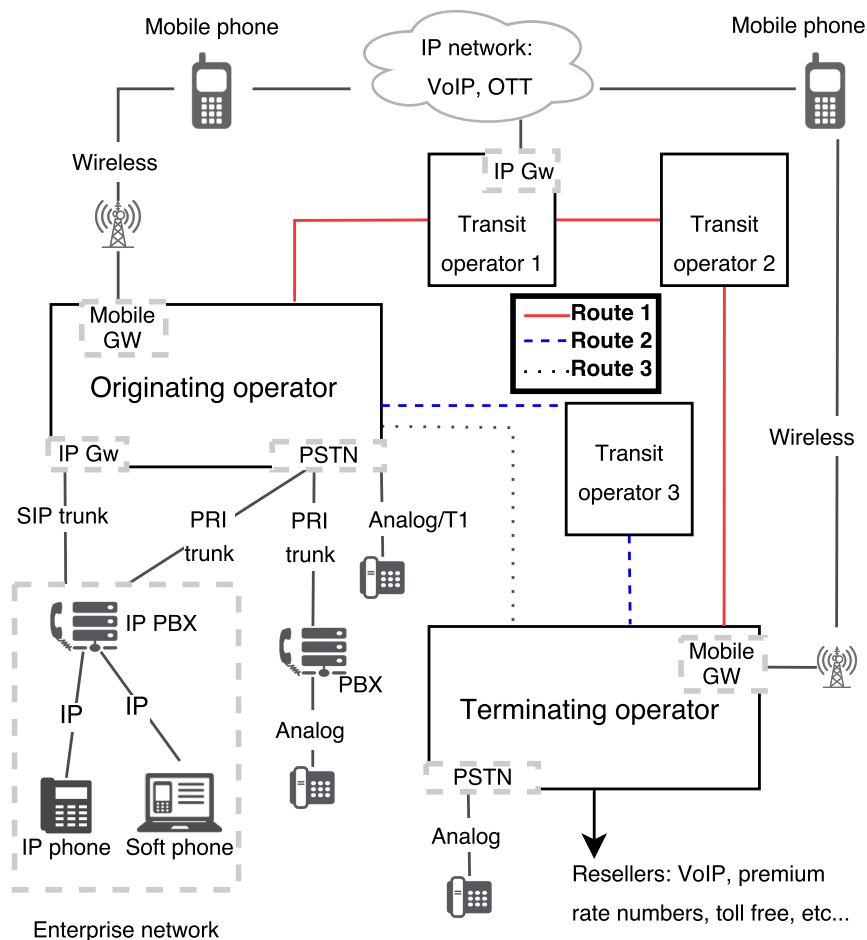 Mobile phone
IP network:
VoIP, OTT
Mobile phone
Wireless
IP Gw
Transit
operator 1
Transit
operator 2
Mobile
GW
Route 1
Route 2
Route 3
Originating operator
IP Gw
PSTN
Transit
operator 3
Wireless
SIP trunk
PRI
trunk
PRI
trunk
Analog/T1
IP PBX
PBX
Mobile
GW
Terminating operator
IP
IP
Analog
PSTN
IP phone
Soft phone
Analog
Resellers: VoIP, premium
rate numbers, toll free, etc...
Enterprise network